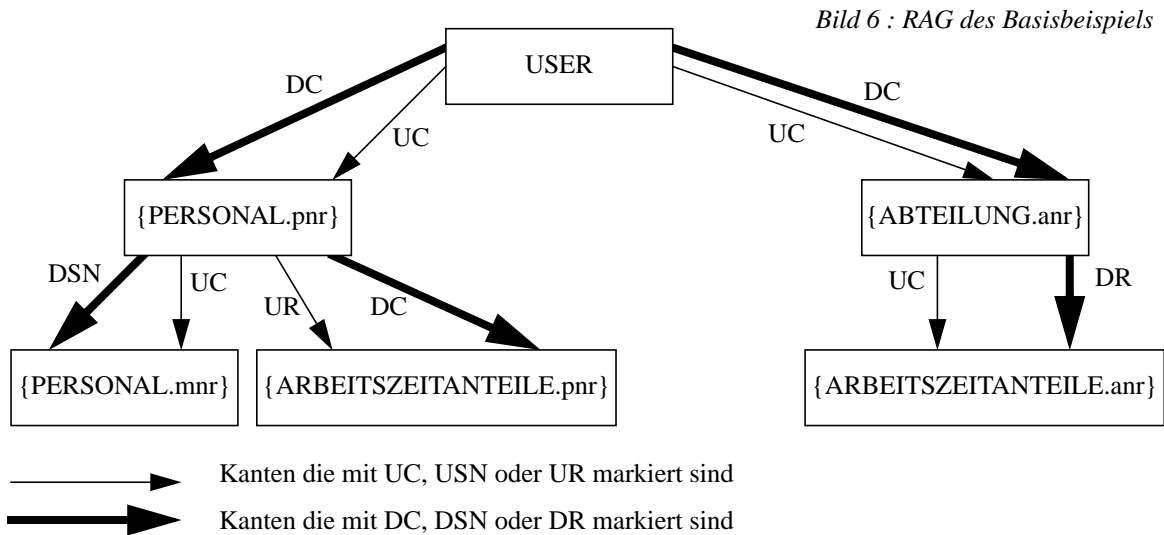 Bild 6 : RAG des Basisbeispiels
USER
DC
DC
UC
UC
{PERSONAL.pnr}
{ABTEILUNG.anr}
DSN
UC
UR
DC
UC
DR
{PERSONAL.mnr}
{ARBEITSZEITANTEILE.pnr}
{ARBEITSZEITANTEILE.anr}
Kanten die mit UC, USN oder UR markiert sind
Kanten die mit DC, DSN oder DR markiert sind